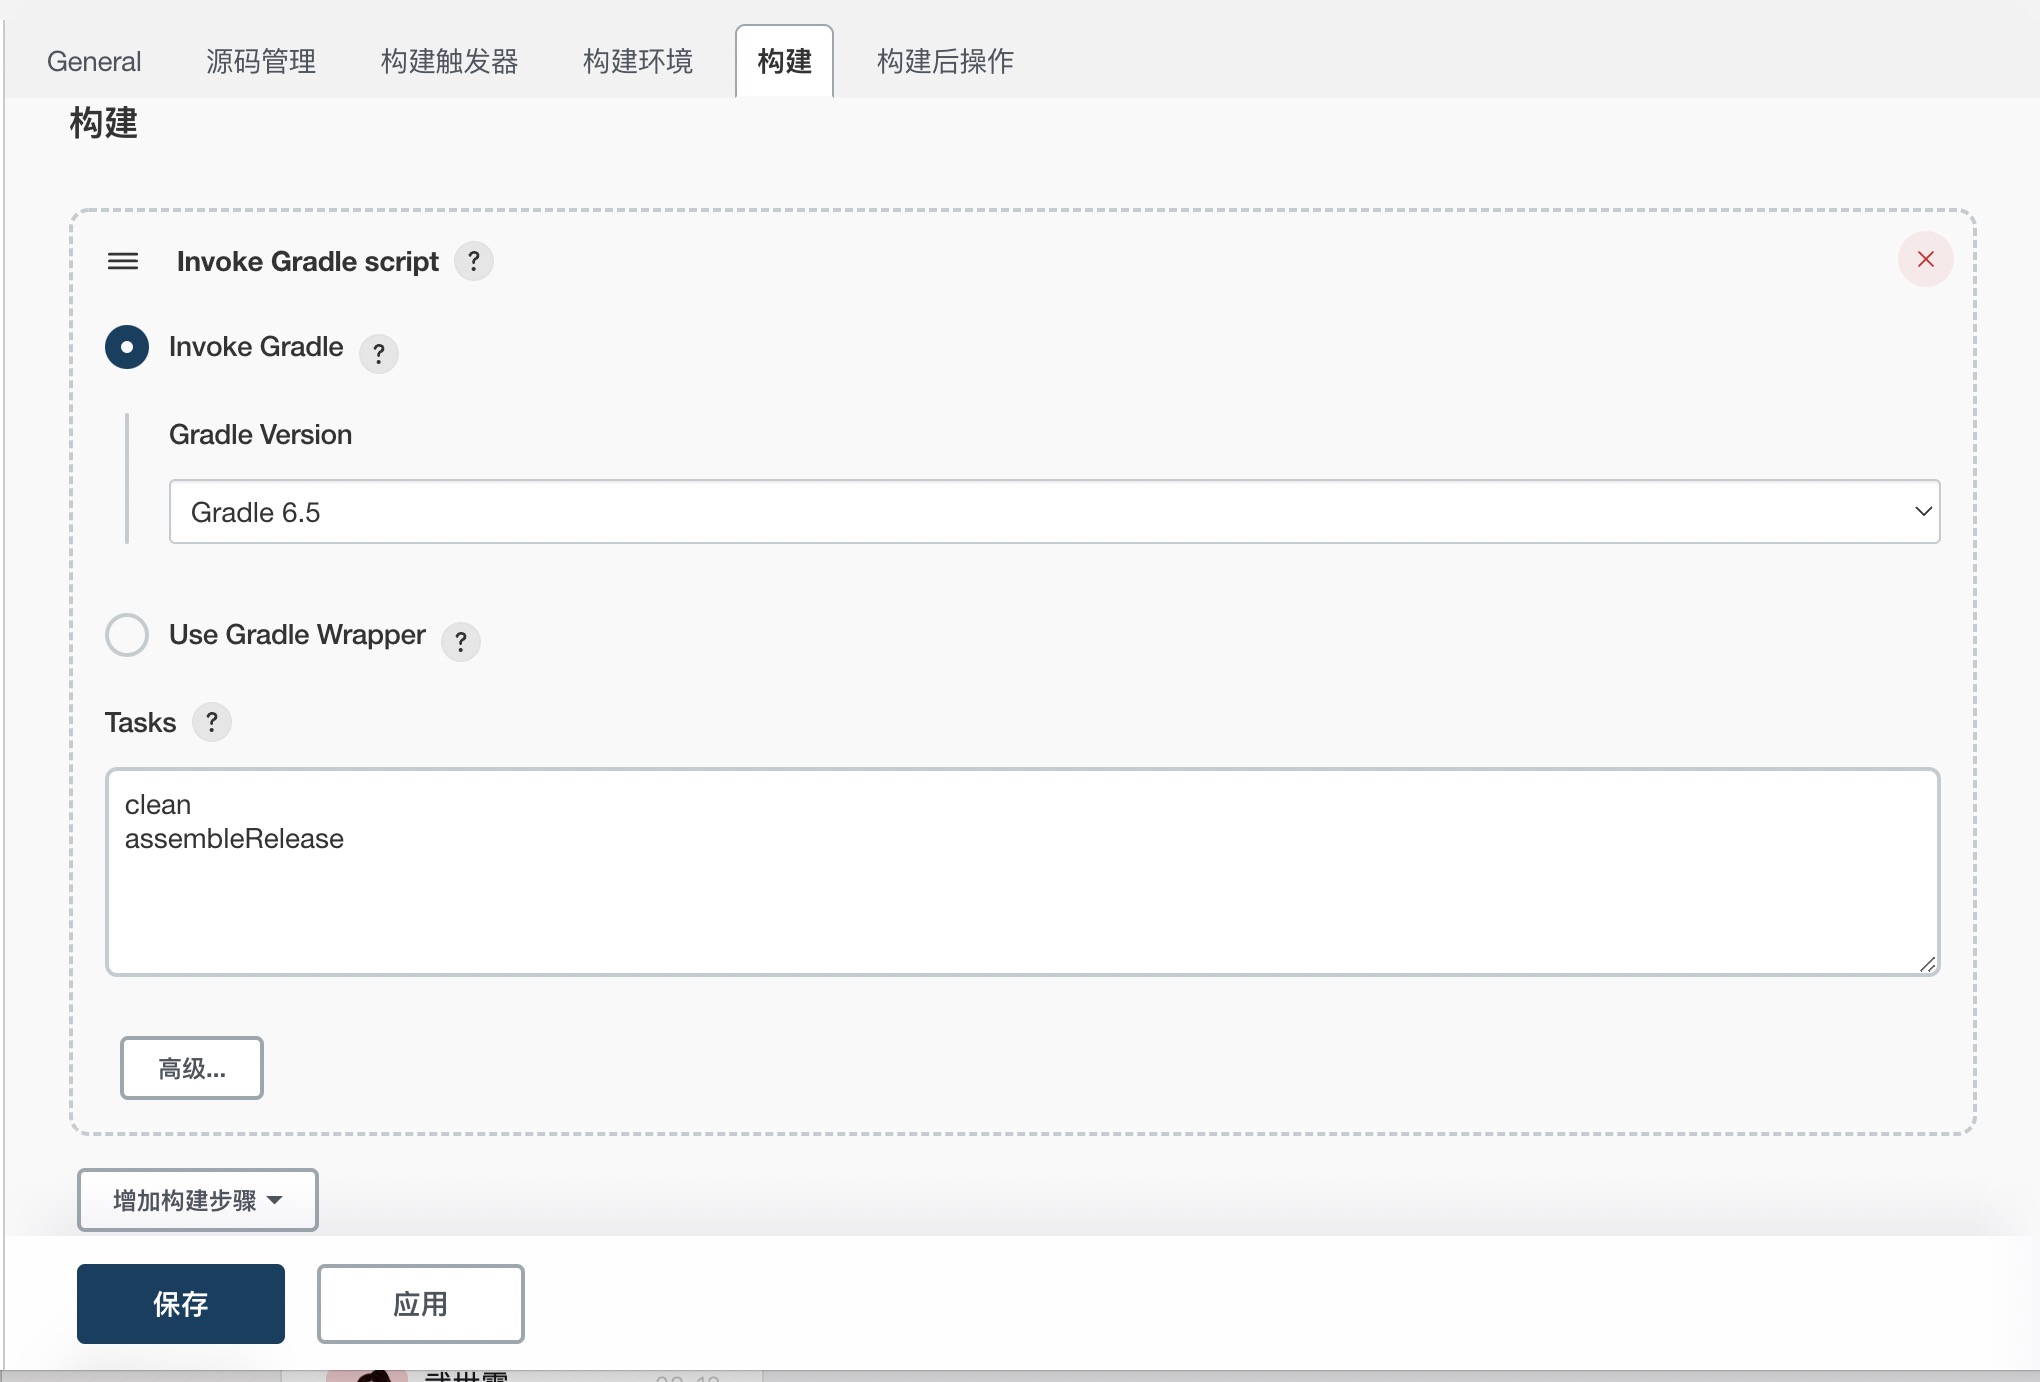 General 源码管理 构建触发器 构建环境 构建 构建后操作
构建
Invoke Gradle script ?
Invoke Gradle ?
Gradle Version
Gradle 6.5
Use Gradle Wrapper ?
Tasks ?
clean
assembleRelease
高级...
增加构建步骤
保存 应用